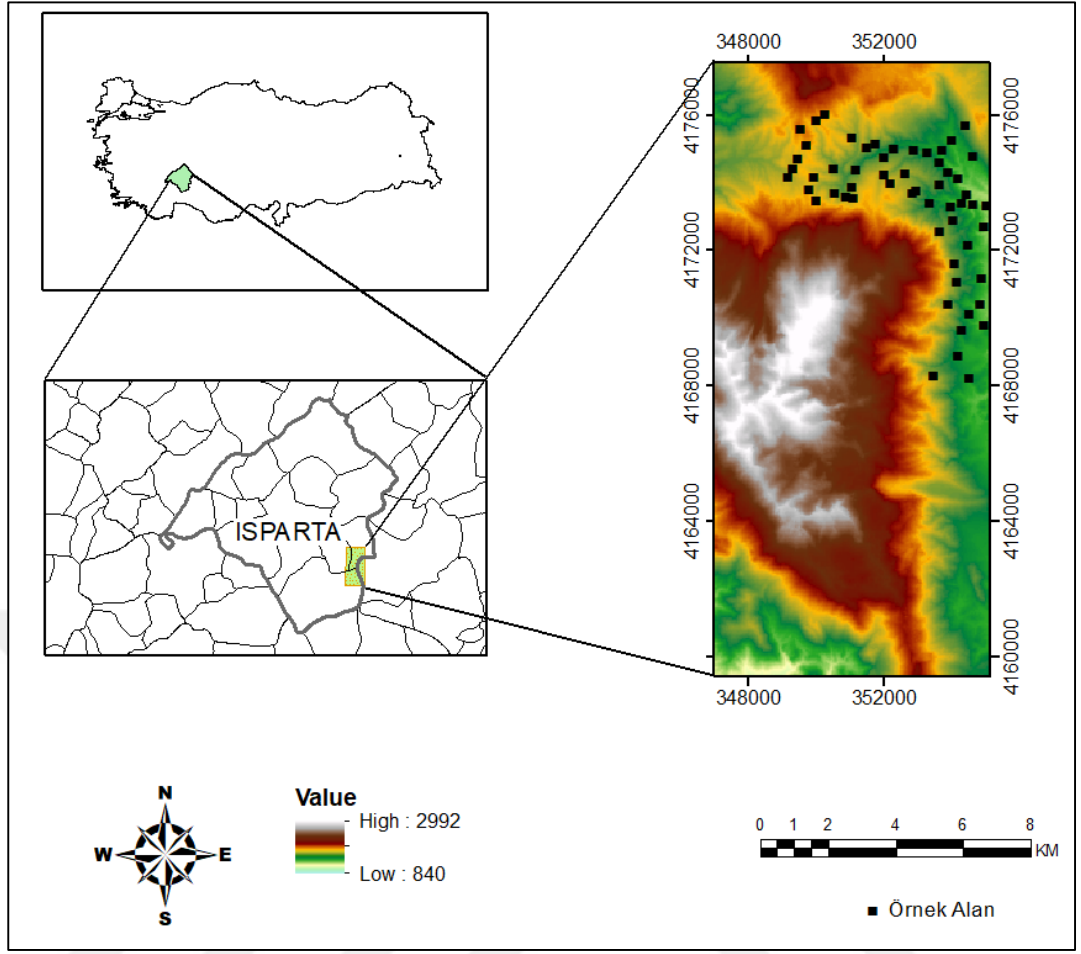 348000 352000
4176000 4176000
4172000 4172000
4168000 4168000
4164000 4164000
4160000 4160000
348000 352000
ISPARTA
N
W E
S
Value
High : 2992
Low : 840
0 1 2 4 6 8
KM
Örnek Alan